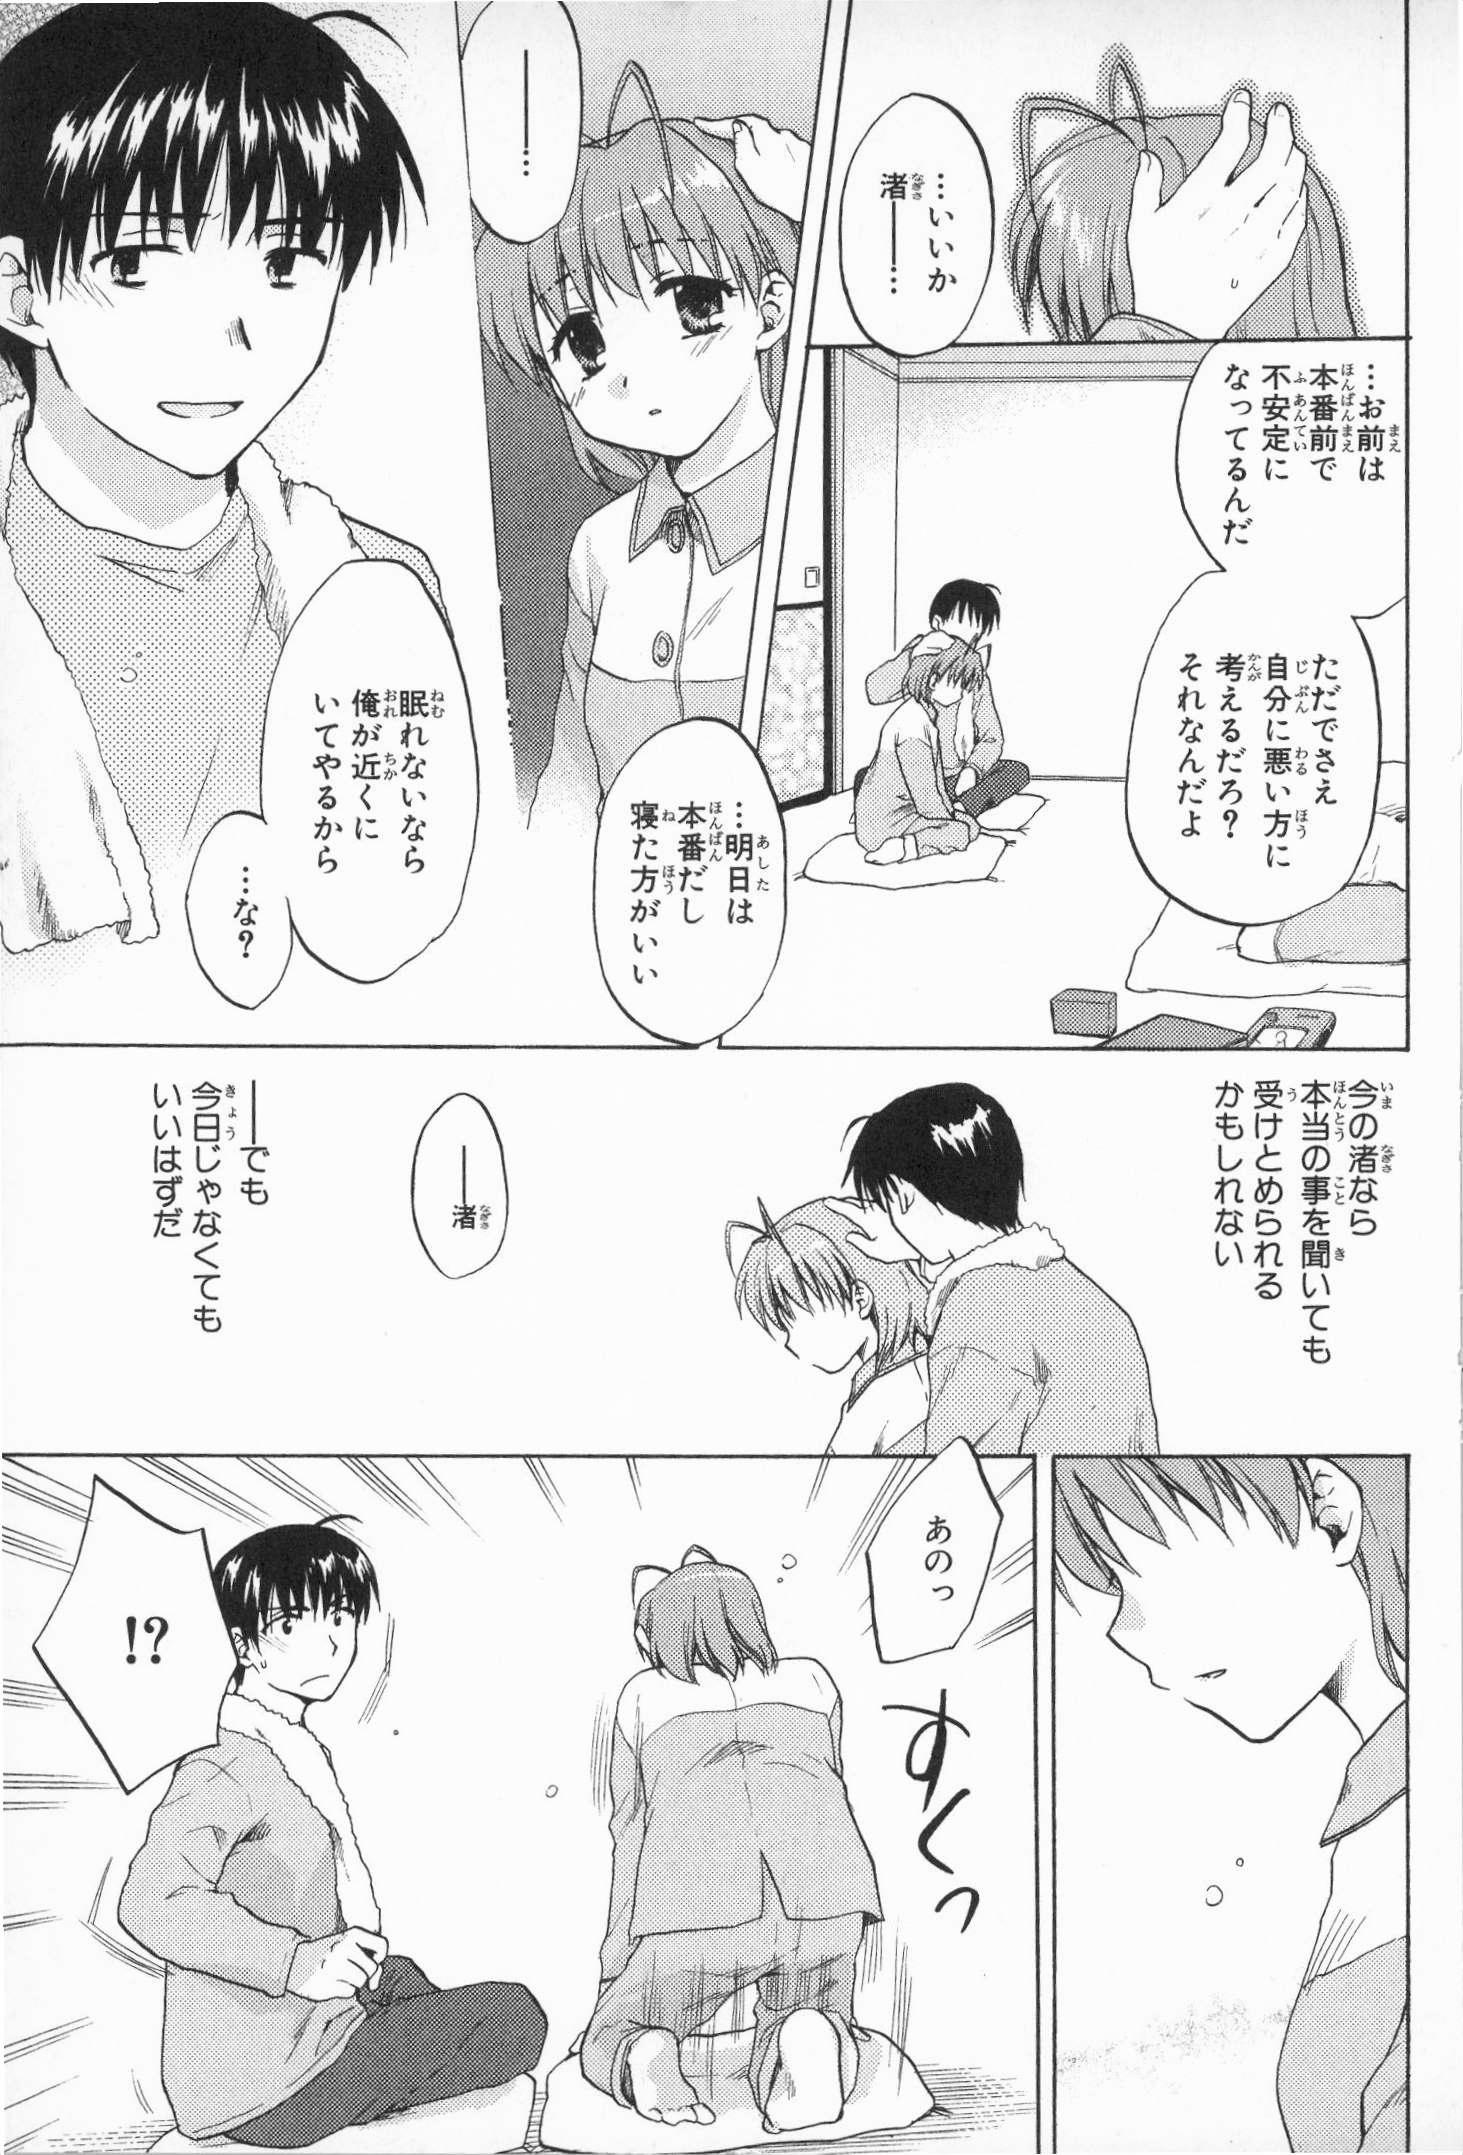 …いいか
渚――…
…お前は
本番前で
不安定に
なってるんだ
ただでさえ
自分に悪い方に
考えるだろ？
それなんだよ
――…
…明日は
本番だし
寝た方がいい
眠れないなら
俺が近くに
いてやるから
…な？
今の渚なら
本当の事を聞いても
受けとめられる
かもしれない
――渚
――でも
今日じゃなくても
いいはずだ
あのっ
すくっ
!?